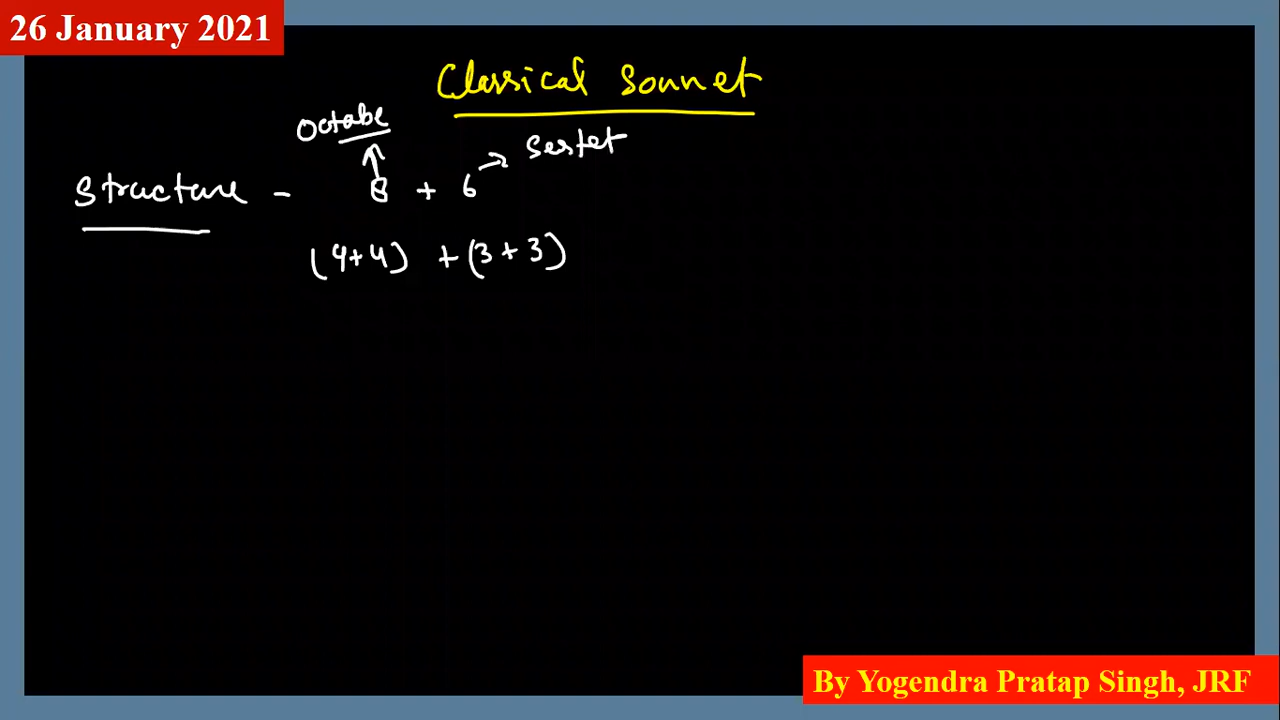 26 January 2021
Classical Sonnet
Octabe
Sestet
Structure - 8 + 6
(4+4) + (3+3)
By Yogendra Pratap Singh, JRF